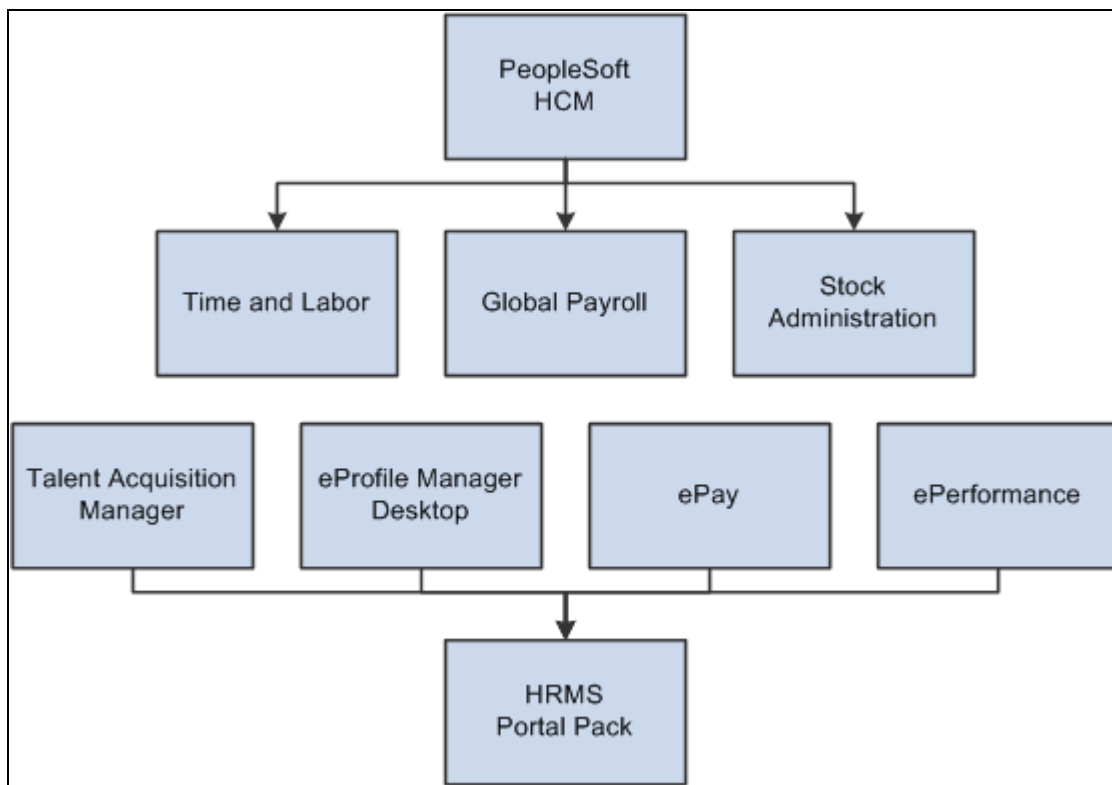 PeopleSoft
HCM
Time and Labor
Global Payroll
Stock
Administration
Talent Acquisition
Manager
eProfile Manager
Desktop
ePay
ePerformance
HRMS
Portal Pack